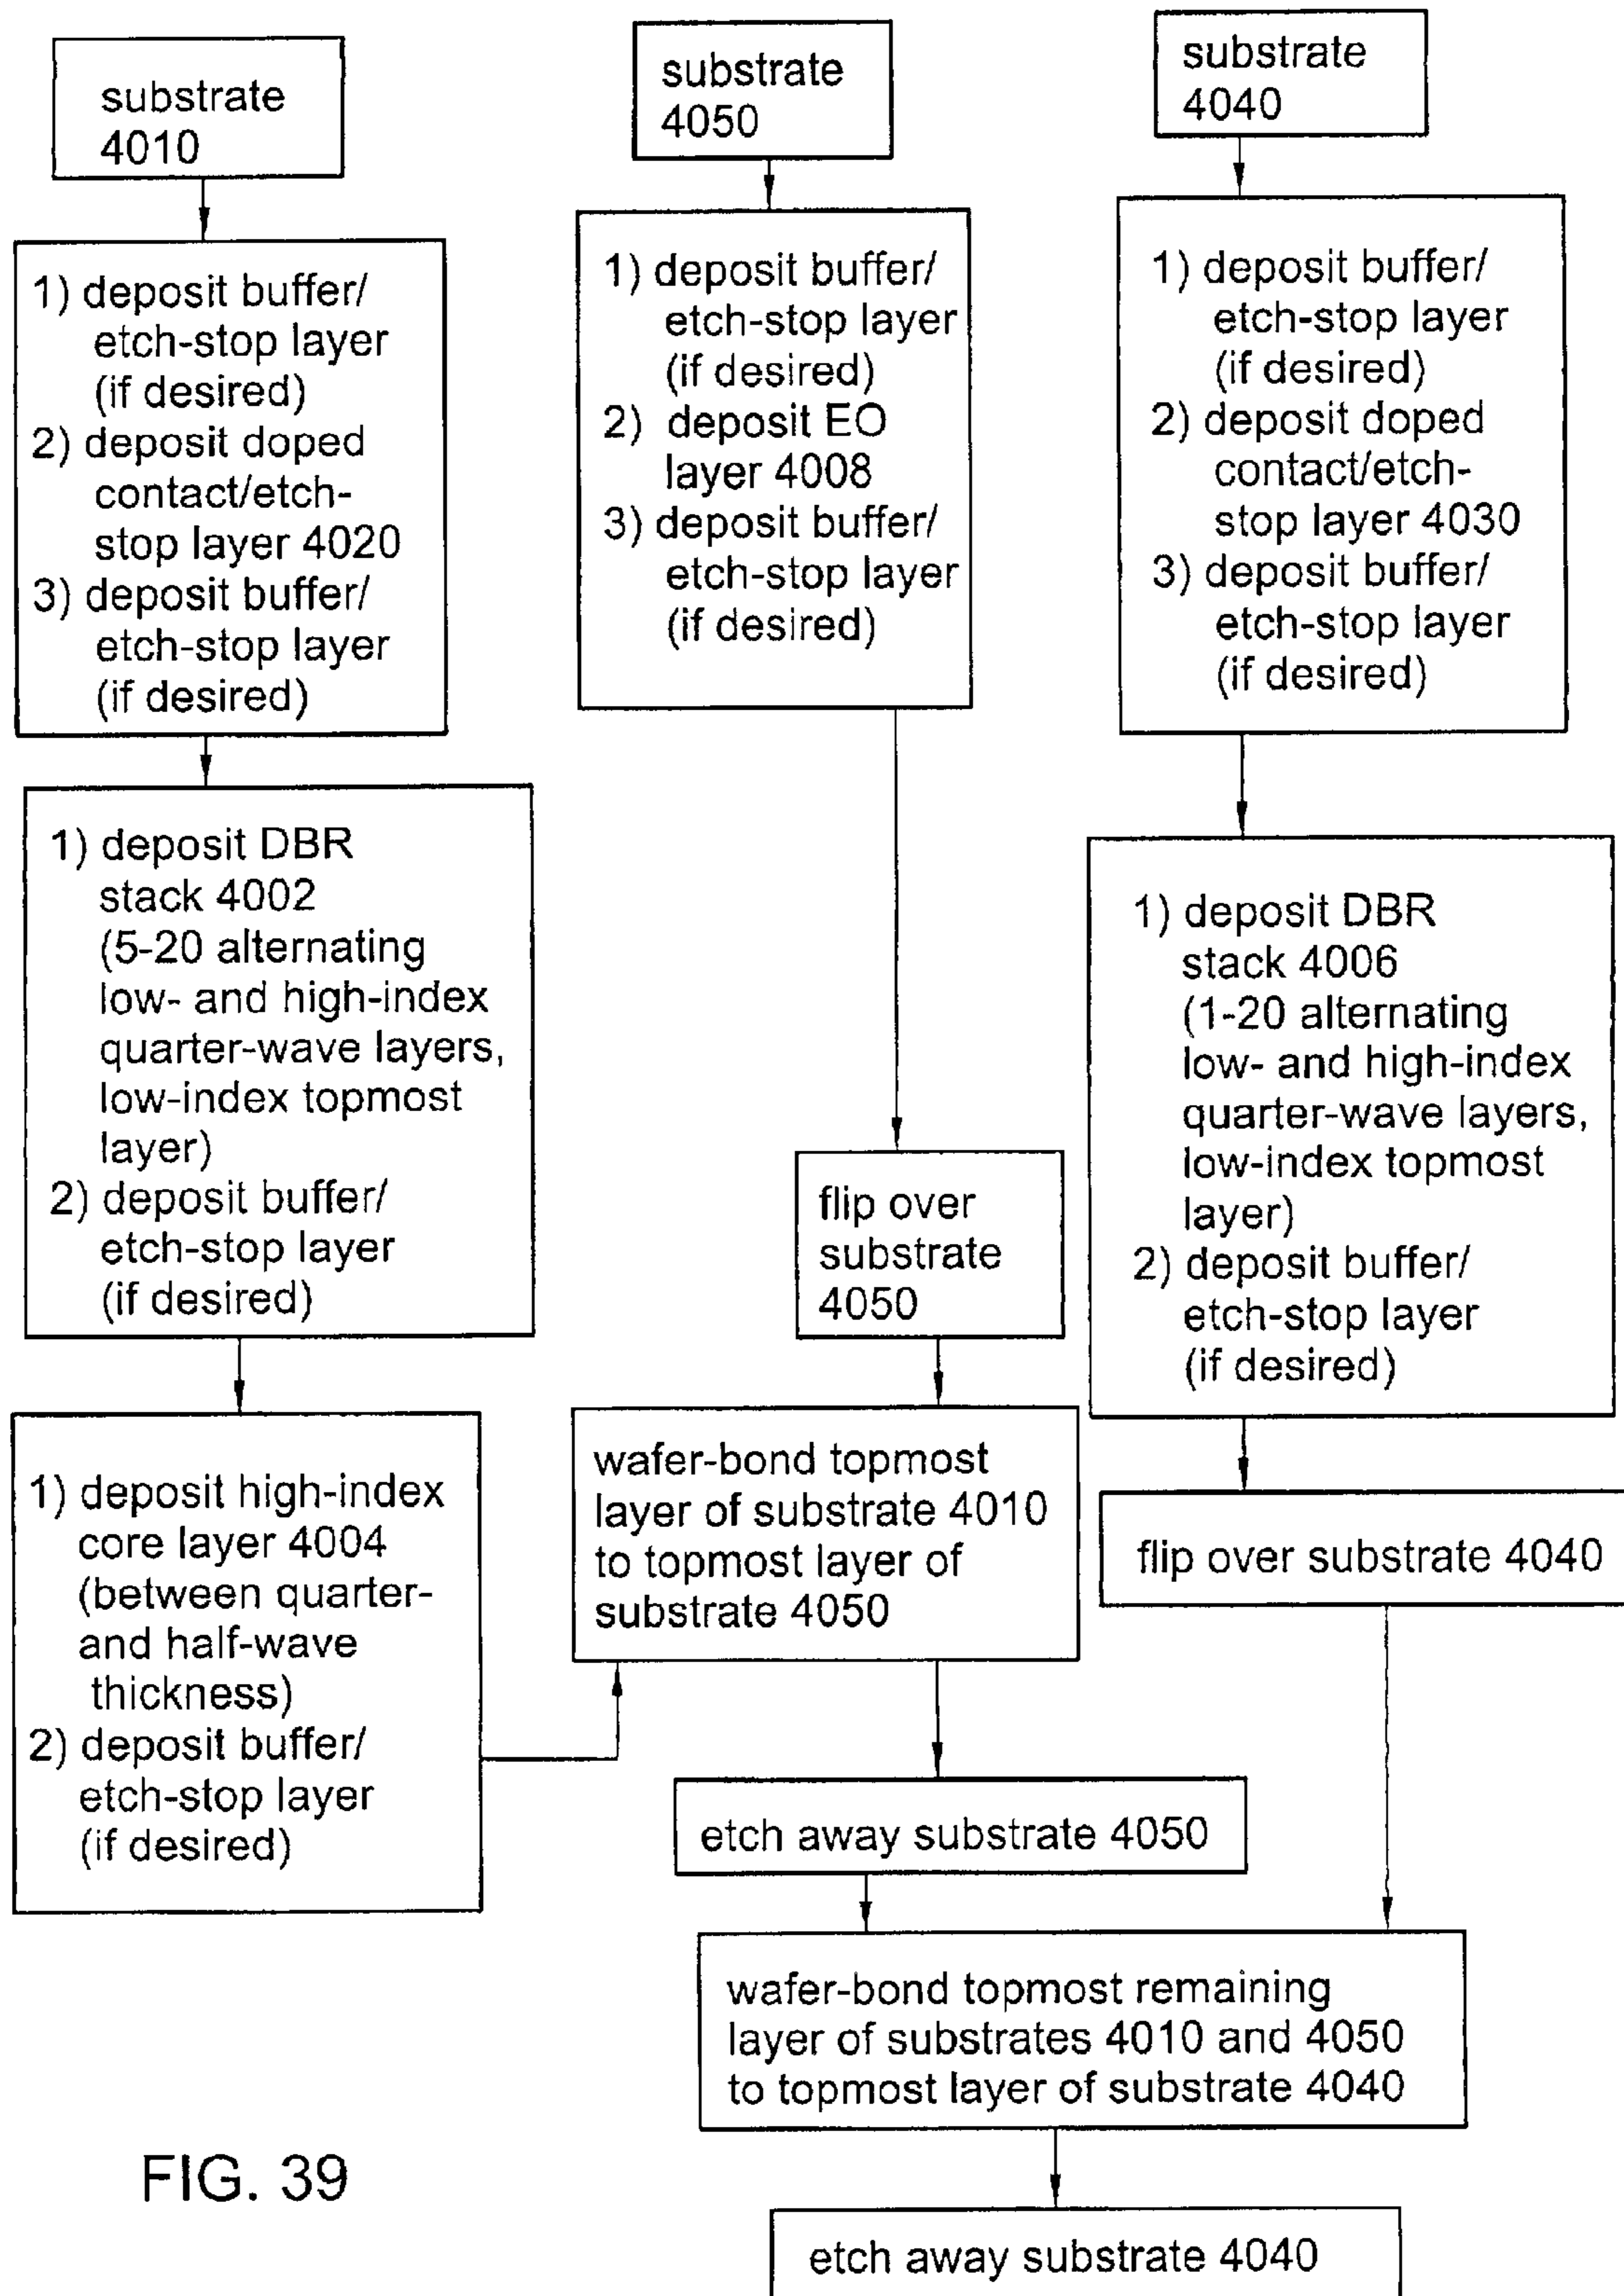 substrate
4010
1) deposit buffer/
etch-stop layer
(if desired)
2) deposit doped
contact/etch-
stop layer 4020
3) deposit buffer/
etch-stop layer
(if desired)
1) deposit DBR
stack 4002
(5-20 alternating
low- and high-index
quarter-wave layers,
low-index topmost
layer)
2) deposit buffer/
etch-stop layer
(if desired)
1) deposit high-index
core layer 4004
(between quarter-
and half-wave
thickness)
2) deposit buffer/
etch-stop layer
(if desired)
substrate
4050
1) deposit buffer/
etch-stop layer
(if desired)
2) deposit EO
layer 4008
3) deposit buffer/
etch-stop layer
(if desired)
flip over
substrate
4050
wafer-bond topmost
layer of substrate 4010
to topmost layer of
substrate 4050
etch away substrate 4050
substrate
4040
1) deposit buffer/
etch-stop layer
(if desired)
2) deposit doped
contact/etch-
stop layer 4030
3) deposit buffer/
etch-stop layer
(if desired)
1) deposit DBR
stack 4006
(1-20 alternating
low- and high-index
quarter-wave layers,
low-index topmost
layer)
2) deposit buffer/
etch-stop layer
(if desired)
flip over substrate 4040
wafer-bond topmost remaining
layer of substrates 4010 and 4050
to topmost layer of substrate 4040
etch away substrate 4040
FIG. 39